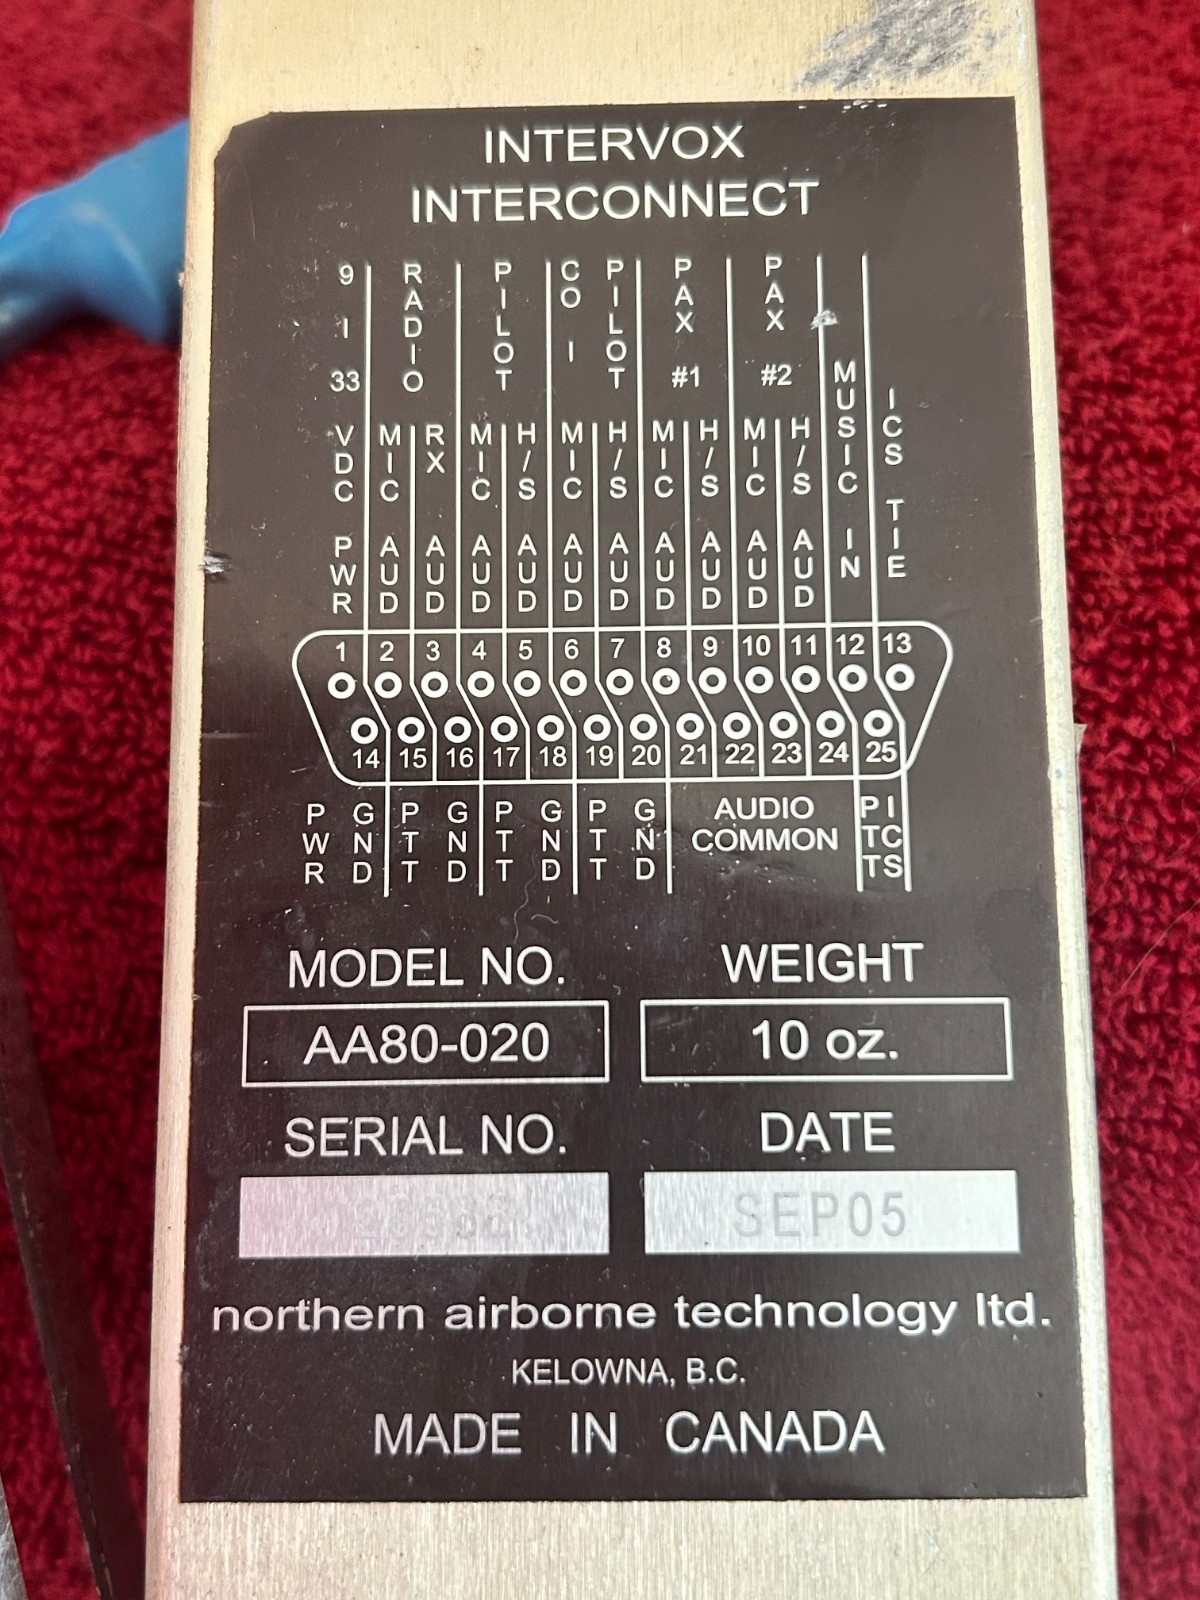 INTERVOX
INTERCONNECT
9 I 33 VDC PWR
RADIO
MIC AUD
RX AUD
PILOT
MIC AUD
H/S AUD
CO I PILOT
MIC AUD
H/S AUD
PAX #1
MIC AUD
H/S AUD
PAX #2
MIC AUD
H/S AUD
MUSIC IN
ICS TIE
1 2 3 4 5 6 7 8 9 10 11 12 13
14 15 16 17 18 19 20 21 22 23 24 25
PWR GND
PTT GND
PTT GND
PTT GND
AUDIO
COMMON
PTT
ICS
MODEL NO. WEIGHT
AA80-020 10 oz.
SERIAL NO. DATE
SEP05
northern airborne technology ltd.
KELOWNA, B.C.
MADE IN CANADA